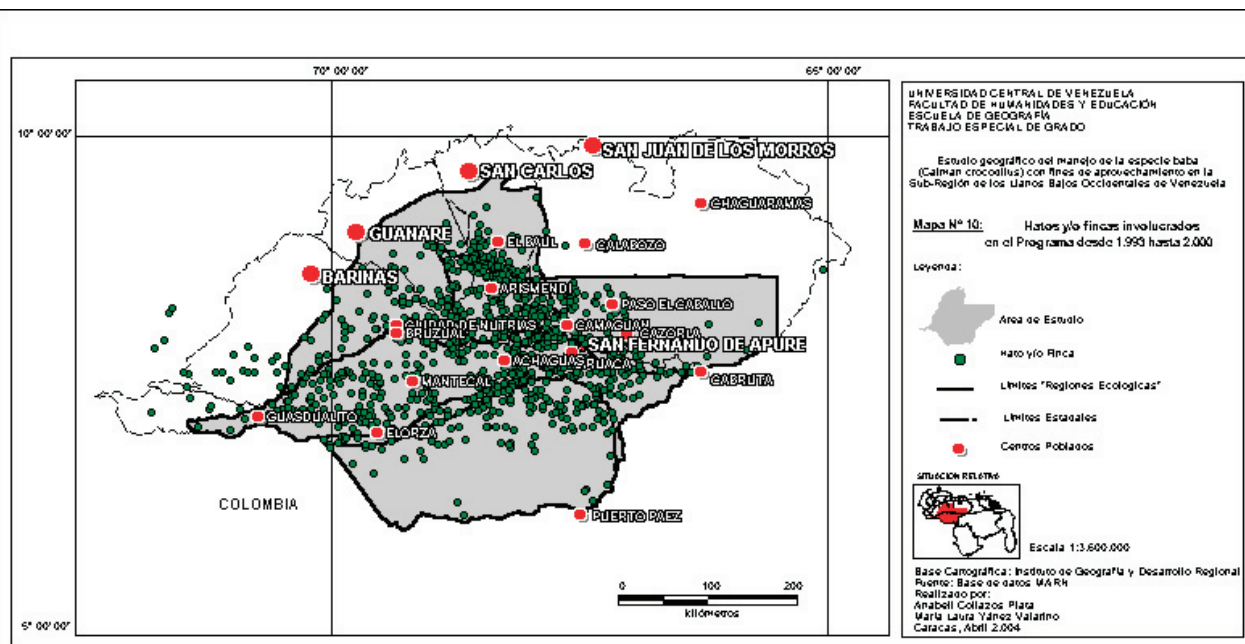 70° 00' 00'
65° 00' 00'
10° 00' 00'
5° 00' 00'
SAN JUAN DE LOS MORROS
SAN CARLOS
CHAGUARAMAS
GUANARE
EL BAUL
CALABOZO
BARINAS
ARISMENDI
PASO EL CABALLO
CIUDAD DE NUTRIAS
CAMAGUAN
BRUZUAL
CAZORLA
SAN FERNANDO DE APURE
ACHAGUAS
CABRUTA
MANTECAL
GUASDUALITO
ELORZA
COLOMBIA
PUERTO PAEZ
0 100 200
kilómetros
UNIVERSIDAD CENTRAL DE VENEZUELA
FACULTAD DE HUMANIDADES Y EDUCACIÓN
ESCUELA DE GEOGRAFÍA
TRABAJO ESPECIAL DE GRADO
Estudio geográfico del manejo de la especie baba
(Caiman crocodilus) con fines de aprovechamiento en la
Sub-Región de los Llanos Bajos Occidentales de Venezuela
Mapa Nº 10: Hatos y/o fincas involucrados
en el Programa desde 1.993 hasta 2.000
Leyenda:
Area de Estudio
Hato y/o Finca
Límites "Regiones Ecologicas"
Límites Estadales
Centros Poblados
SITUACION RELATIVA
Escala 1:3.600.000
Base Cartográfica: Instituto de Geografía y Desarrollo Regional
Fuente: Base de datos MARN
Realizado por:
Anabell Collazos Plata
María Laura Yánez Valarino
Caracas, Abril 2.004